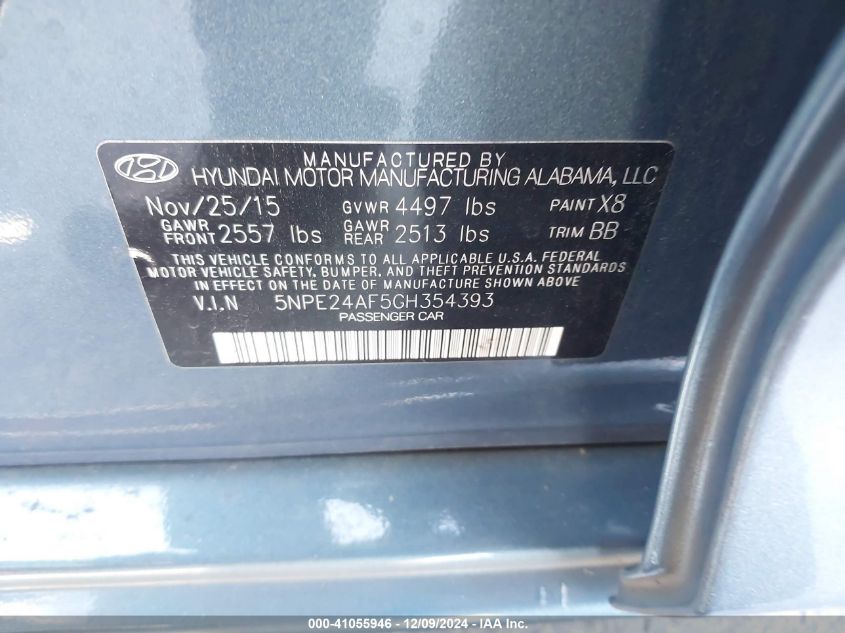 MANUFACTURED BY
HYUNDAI MOTOR MANUFACTURING ALABAMA, LLC
Nov/25/15 GVWR 4497 lbs PAINT X8
GAWR FRONT 2557 lbs GAWR REAR 2513 lbs TRIM BB
THIS VEHICLE CONFORMS TO ALL APPLICABLE U.S.A. FEDERAL
MOTOR VEHICLE SAFETY, BUMPER, AND THEFT PREVENTION STANDARDS
IN EFFECT ON THE DATE OF MANUFACTURE SHOWN ABOVE.
V.I.N 5NPE24AF5GH354393
PASSENGER CAR
000-41055946 - 12/09/2024 - IAA Inc.